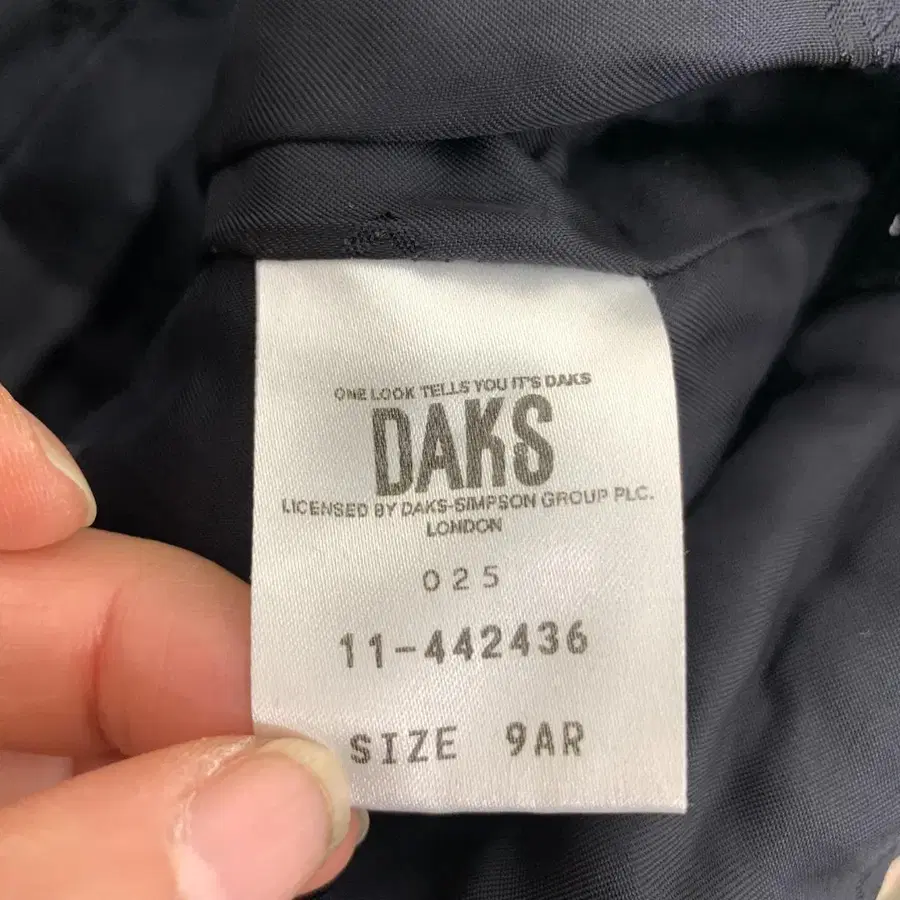 ONE LOOK TELLS YOU IT'S DAKS
DAKS
LICENSED BY DAKS-SIMPSON GROUP PLC.
LONDON
025
11-442436
SIZE 9AR